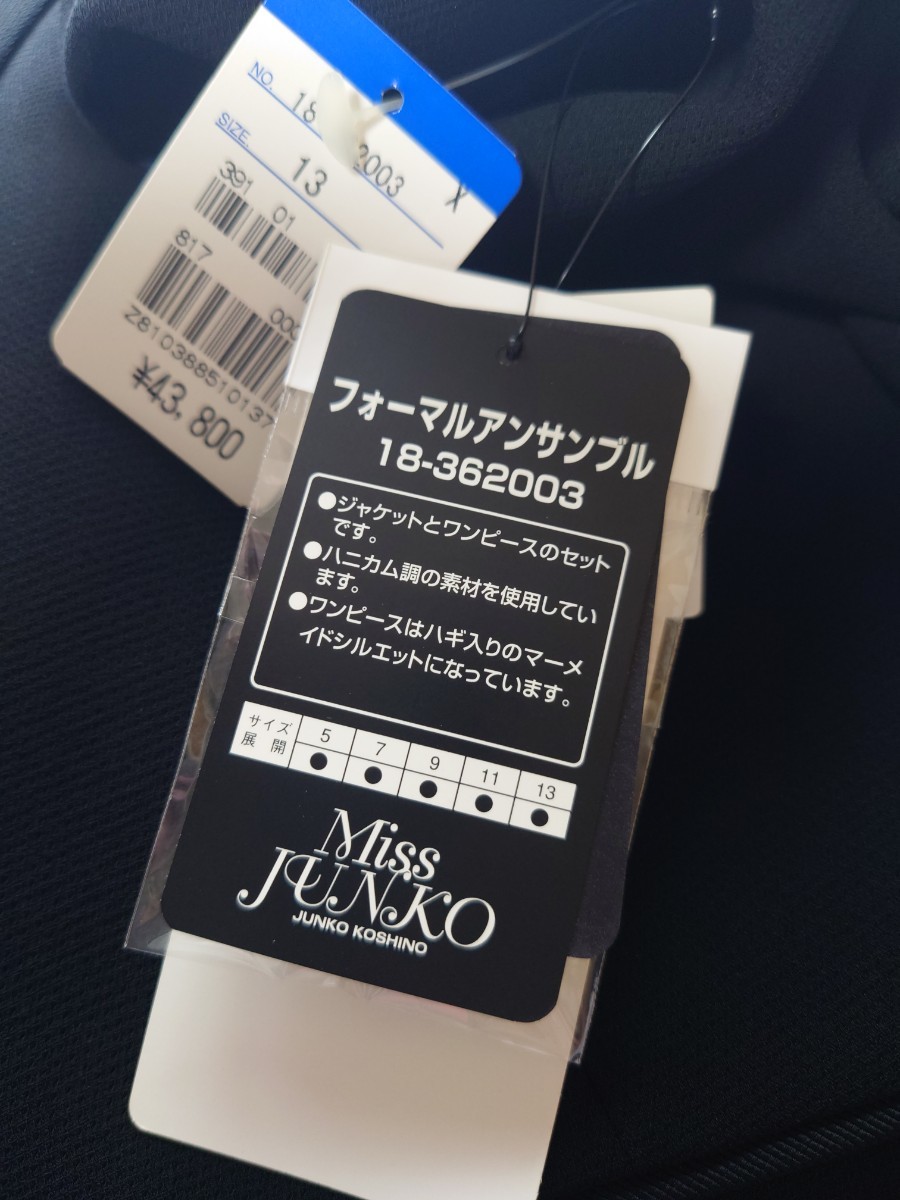 NO. 18 2003 X
SIZE. 13
391 01
817 000
Z810388510137
¥43,800
フォーマルアンサンブル
18-362003
●ジャケットとワンピースのセット
です。
●ハニカム調の素材を使用してい
ます。
●ワンピースはハギ入りのマーメ
イドシルエットになっています。
サイズ
展開
5 7 9 11 13
● ● ● ● ●
Miss
JUNKO
JUNKO KOSHINO